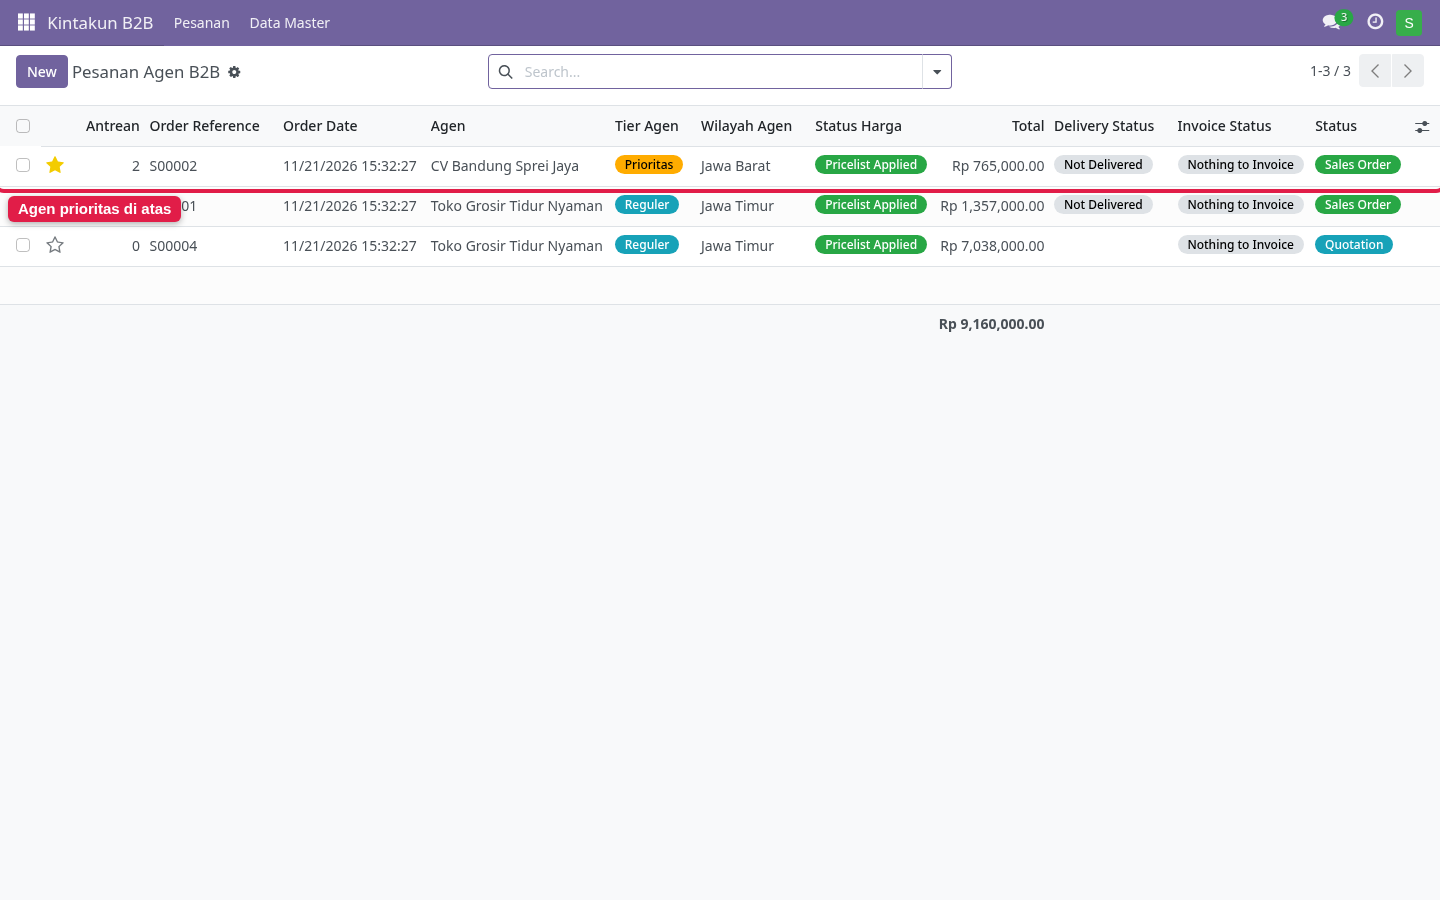 Kintakun B2B Pesanan Data Master 3 S
New Pesanan Agen B2B Search... 1-3 / 3
Antrean Order Reference Order Date Agen Tier Agen Wilayah Agen Status Harga Total Delivery Status Invoice Status Status
2 S00002 11/21/2026 15:32:27 CV Bandung Sprei Jaya Prioritas Jawa Barat Pricelist Applied Rp 765,000.00 Not Delivered Nothing to Invoice Sales Order
Agen prioritas di atas 01 11/21/2026 15:32:27 Toko Grosir Tidur Nyaman Reguler Jawa Timur Pricelist Applied Rp 1,357,000.00 Not Delivered Nothing to Invoice Sales Order
0 S00004 11/21/2026 15:32:27 Toko Grosir Tidur Nyaman Reguler Jawa Timur Pricelist Applied Rp 7,038,000.00 Nothing to Invoice Quotation
Rp 9,160,000.00